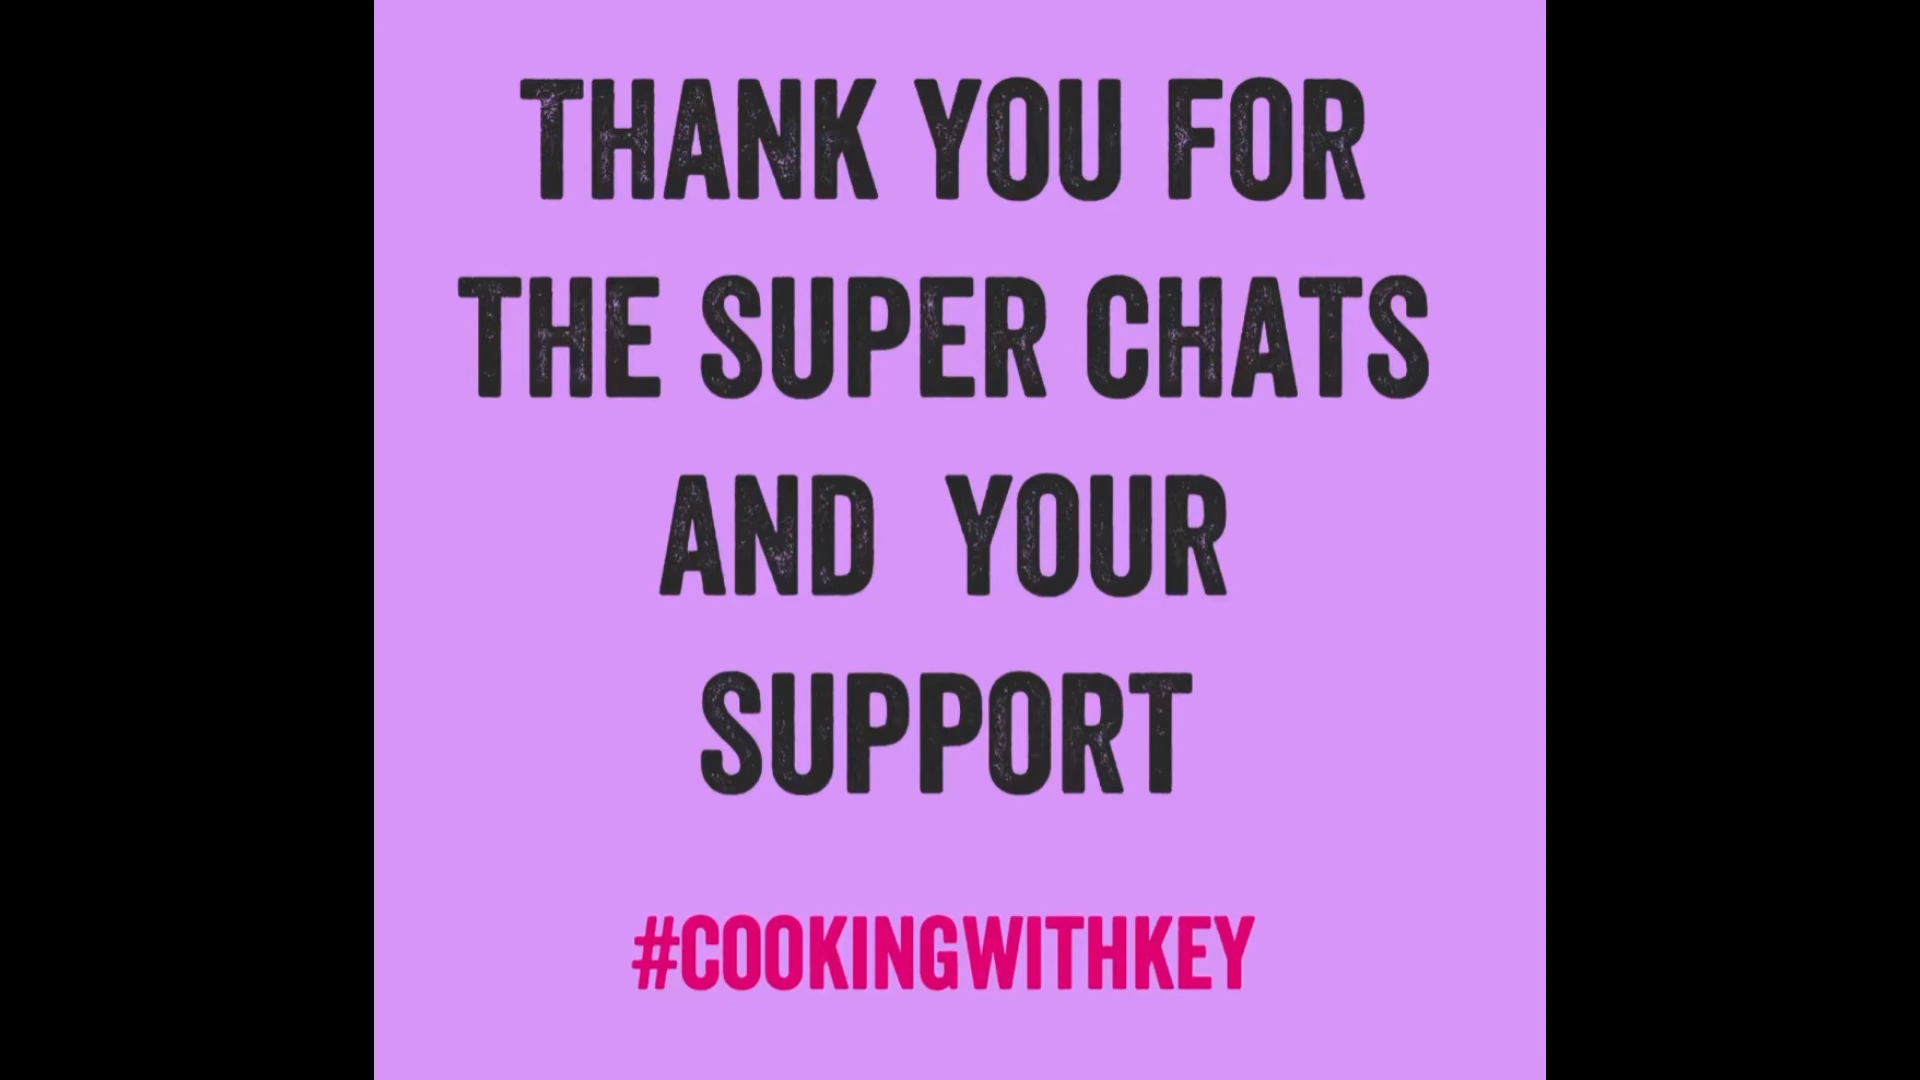 THANK YOU FOR
THE SUPER CHATS
AND YOUR
SUPPORT
#COOKINGWITHKEY